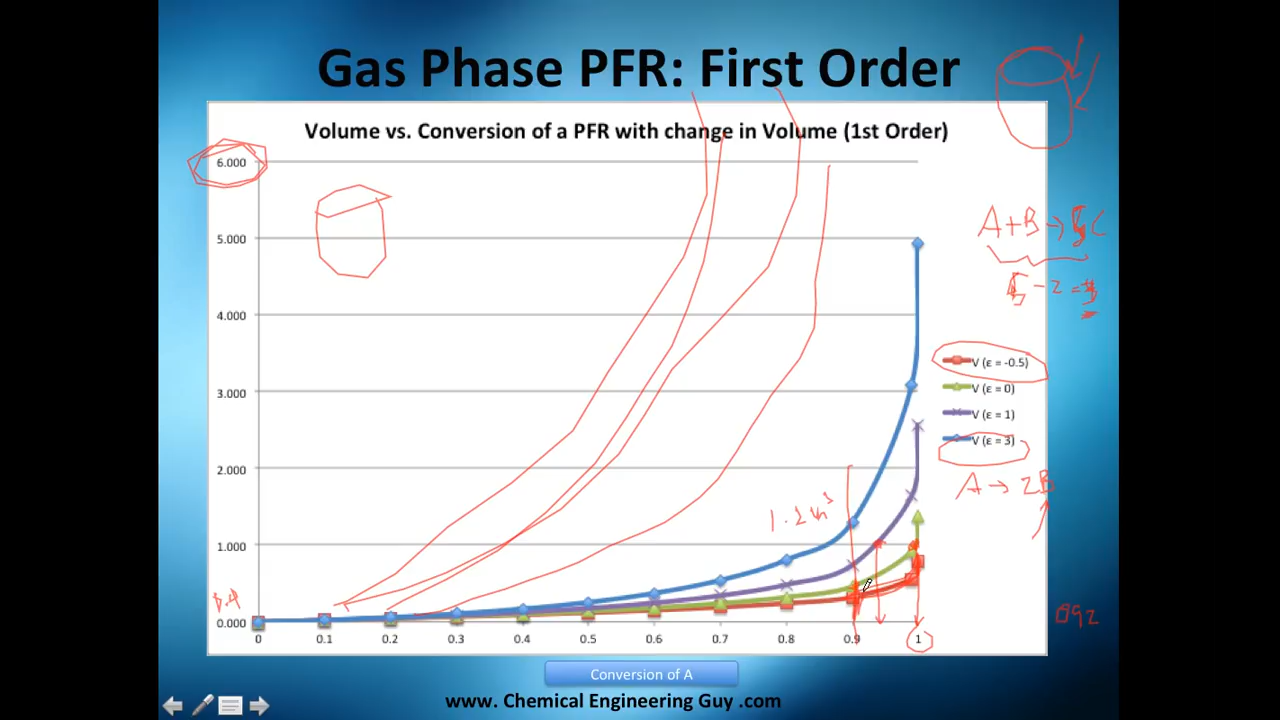 Gas Phase PFR: First Order
Volume vs. Conversion of a PFR with change in Volume (1st Order)
6.000
5.000
4.000
3.000
2.000
1.000
0.000
0 0.1 0.2 0.3 0.4 0.5 0.6 0.7 0.8 0.9 1
V (ε = -0.5)
V (ε = 0)
V (ε = 1)
V (ε = 3)
A → 2B
1.2 m³
Conversion of A
www. Chemical Engineering Guy .com